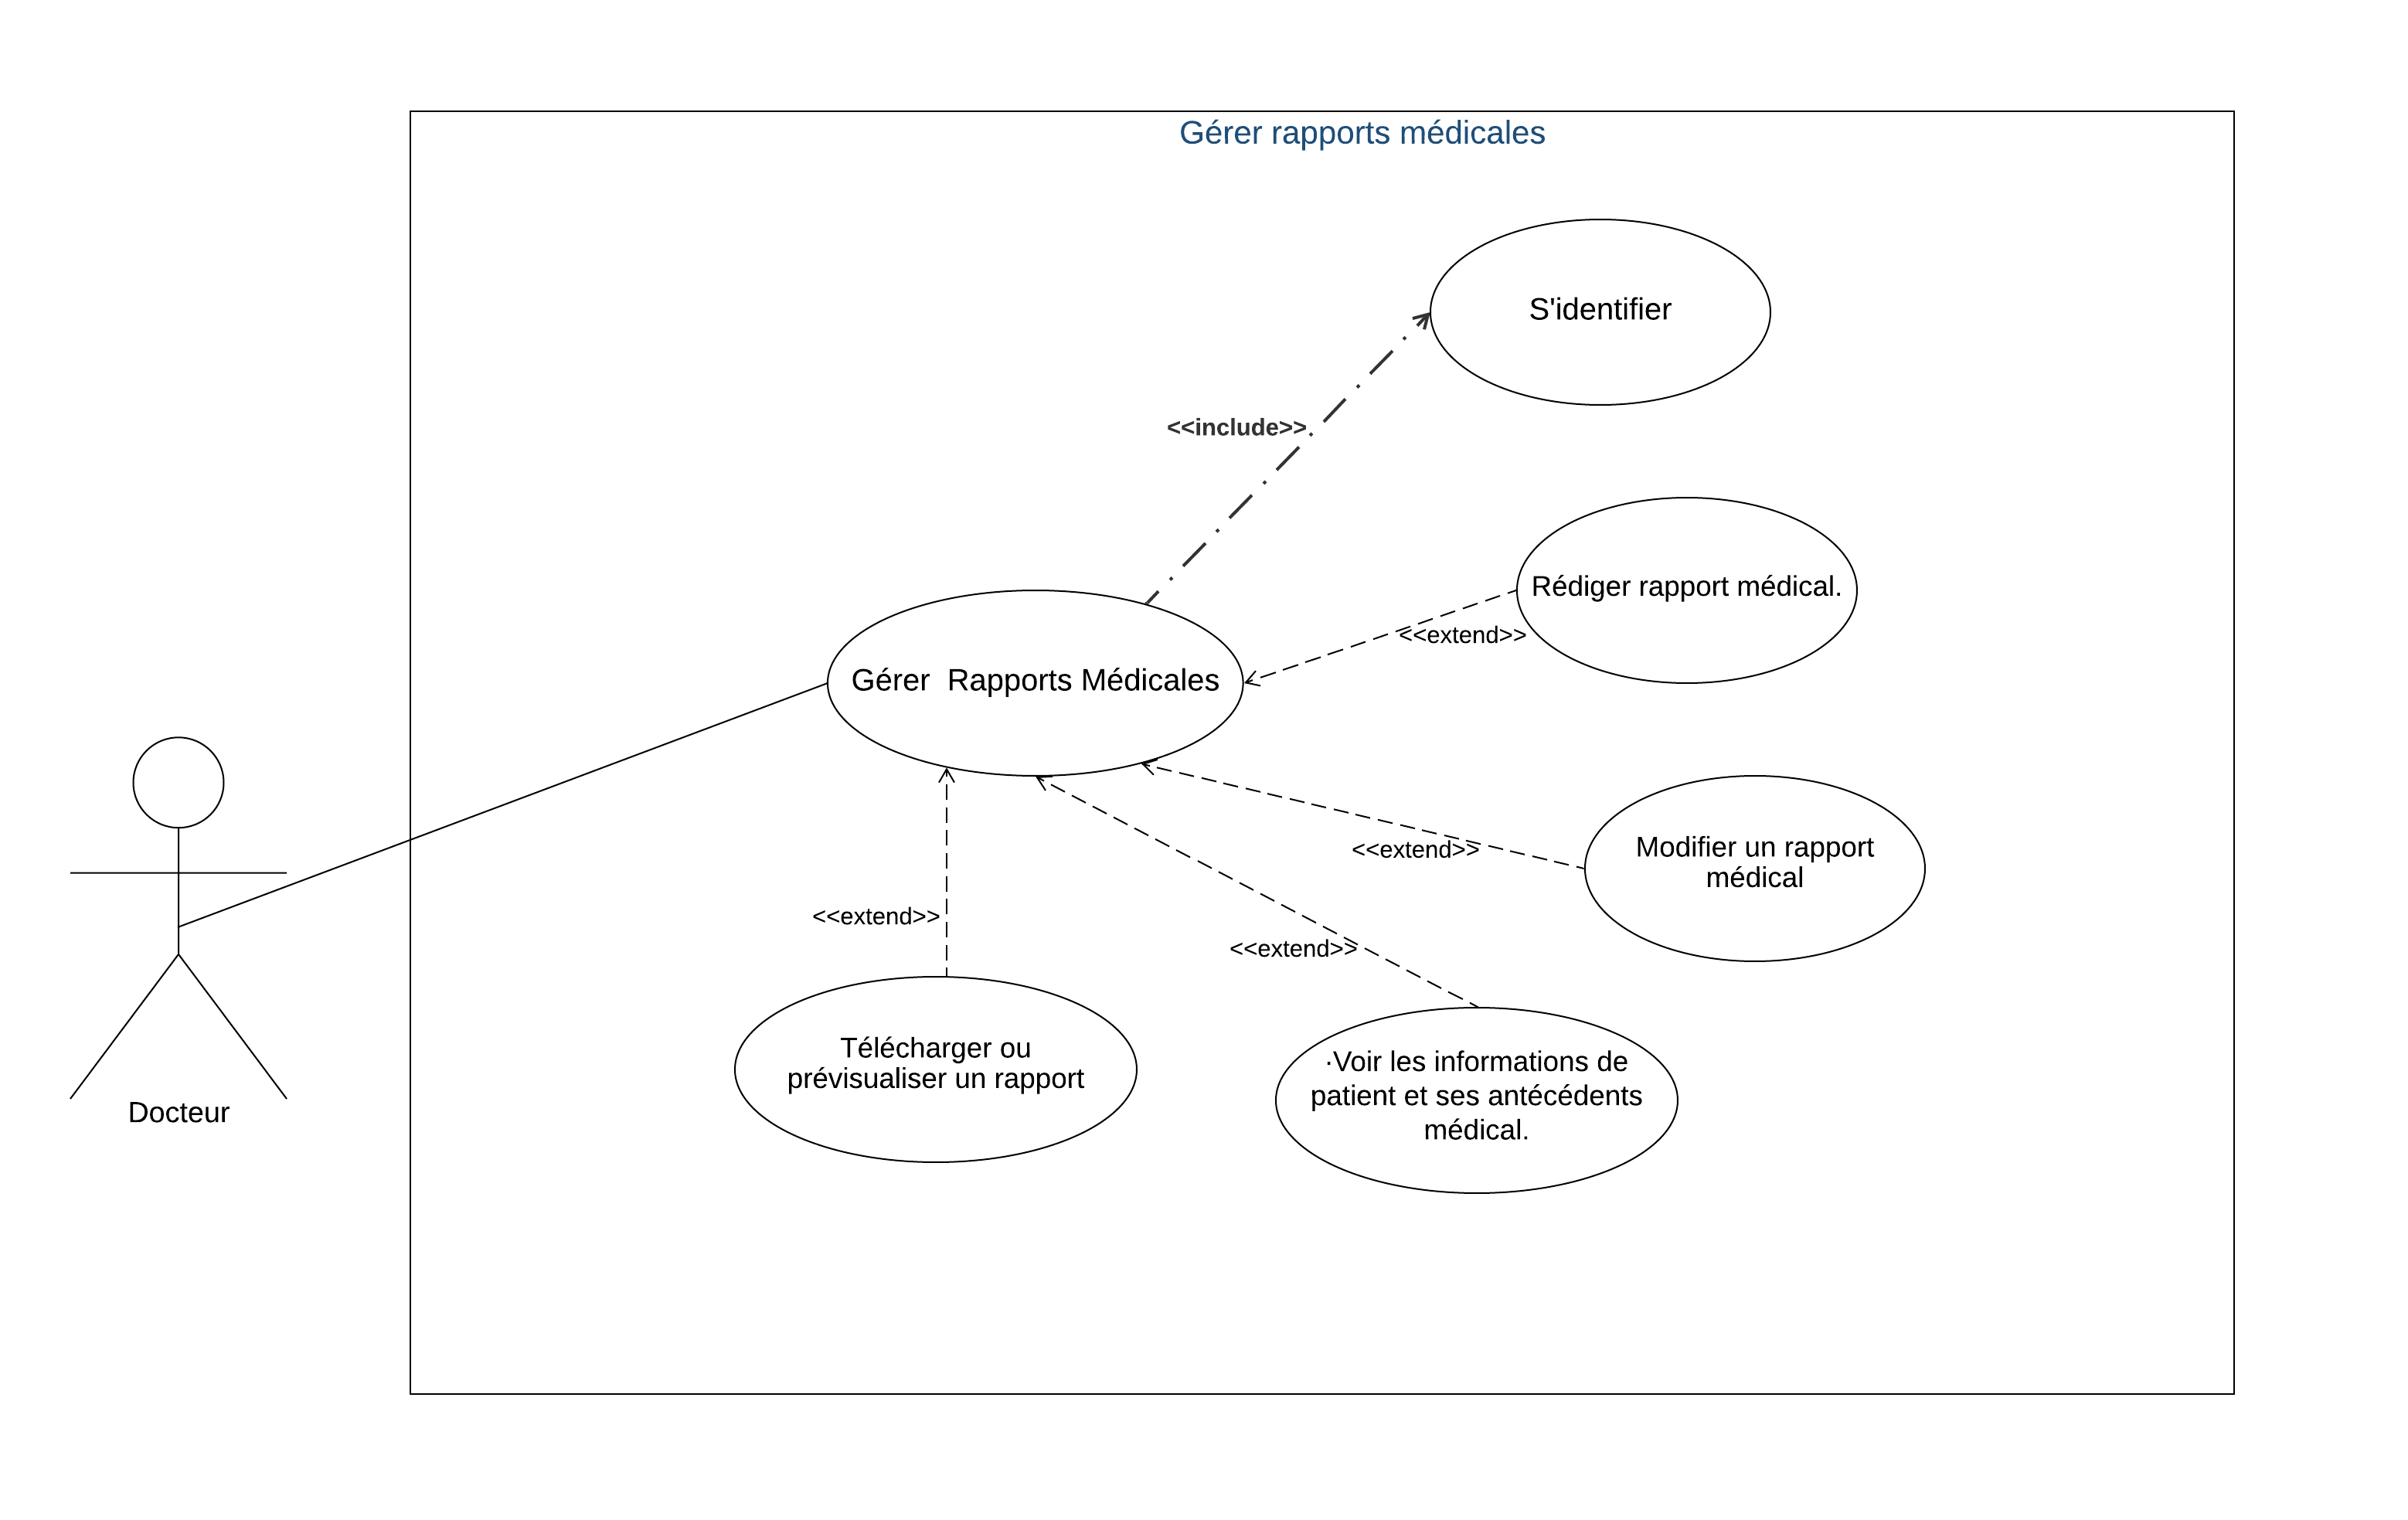 Gérer rapports médicales
S'identifier
<<include>>
Rédiger rapport médical.
<<extend>>
Gérer  Rapports Médicales
Modifier un rapport
médical
<<extend>>
<<extend>>
<<extend>>
Télécharger ou
prévisualiser un rapport
·Voir les informations de
patient et ses antécédents
médical.
Docteur